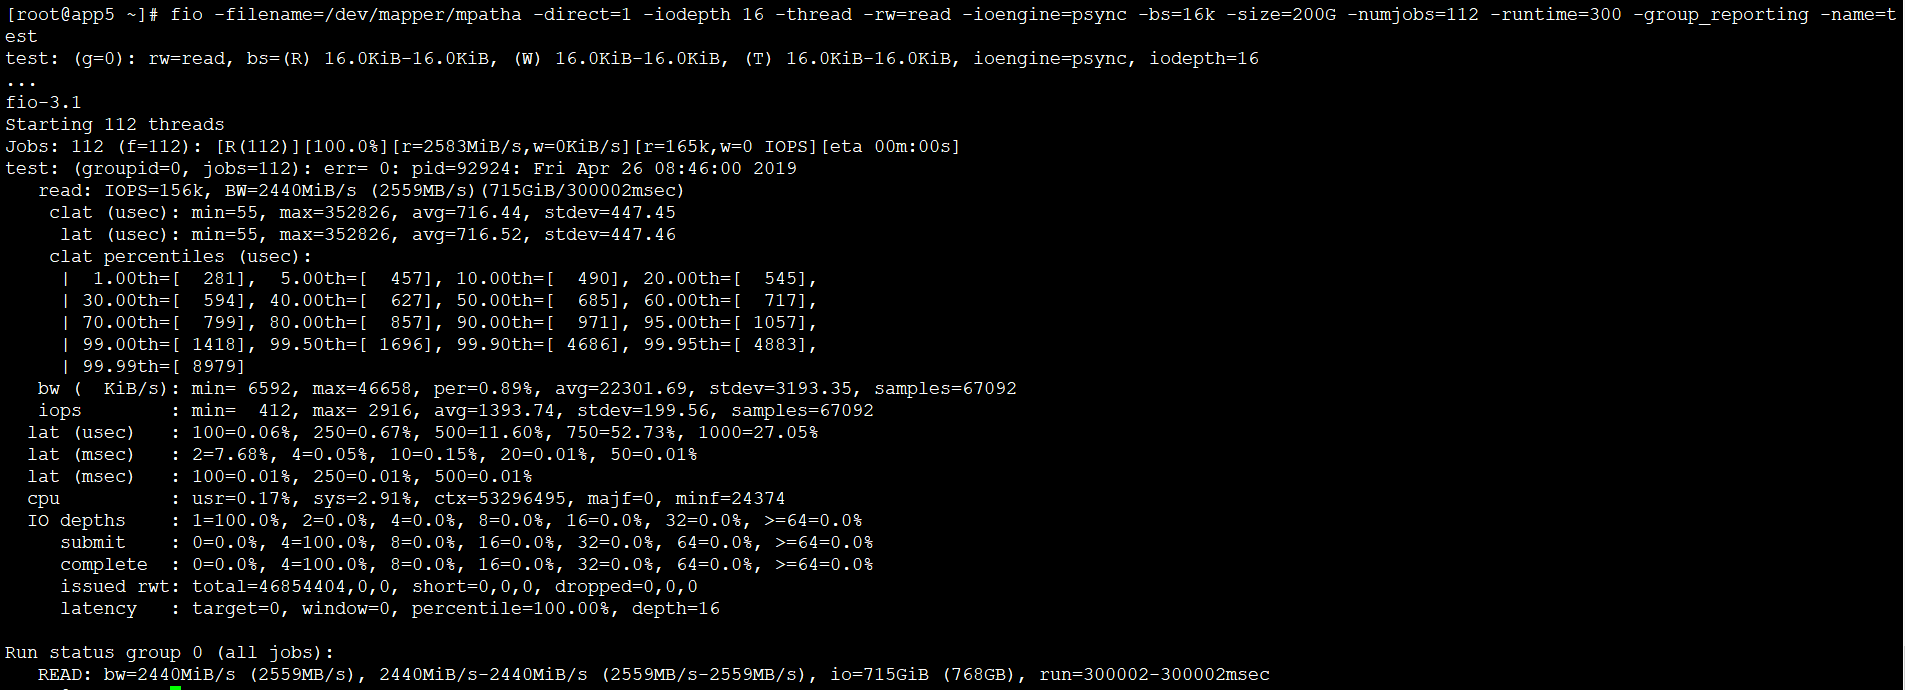 [root@app5 ~]# fio -filename=/dev/mapper/mpatha -direct=1 -iodepth 16 -thread -rw=read -ioengine=psync -bs=16k -size=200G -numjobs=112 -runtime=300 -group_reporting -name=t
est
test: (g=0): rw=read, bs=(R) 16.0KiB-16.0KiB, (W) 16.0KiB-16.0KiB, (T) 16.0KiB-16.0KiB, ioengine=psync, iodepth=16
...
fio-3.1
Starting 112 threads
Jobs: 112 (f=112): [R(112)][100.0%][r=2583MiB/s,w=0KiB/s][r=165k,w=0 IOPS][eta 00m:00s]
test: (groupid=0, jobs=112): err= 0: pid=92924: Fri Apr 26 08:46:00 2019
   read: IOPS=156k, BW=2440MiB/s (2559MB/s)(715GiB/300002msec)
    clat (usec): min=55, max=352826, avg=716.44, stdev=447.45
     lat (usec): min=55, max=352826, avg=716.52, stdev=447.46
    clat percentiles (usec):
     |  1.00th=[  281],  5.00th=[  457], 10.00th=[  490], 20.00th=[  545],
     | 30.00th=[  594], 40.00th=[  627], 50.00th=[  685], 60.00th=[  717],
     | 70.00th=[  799], 80.00th=[  857], 90.00th=[  971], 95.00th=[ 1057],
     | 99.00th=[ 1418], 99.50th=[ 1696], 99.90th=[ 4686], 99.95th=[ 4883],
     | 99.99th=[ 8979]
   bw (  KiB/s): min= 6592, max=46658, per=0.89%, avg=22301.69, stdev=3193.35, samples=67092
   iops        : min=  412, max= 2916, avg=1393.74, stdev=199.56, samples=67092
  lat (usec)   : 100=0.06%, 250=0.67%, 500=11.60%, 750=52.73%, 1000=27.05%
  lat (msec)   : 2=7.68%, 4=0.05%, 10=0.15%, 20=0.01%, 50=0.01%
  lat (msec)   : 100=0.01%, 250=0.01%, 500=0.01%
  cpu          : usr=0.17%, sys=2.91%, ctx=53296495, majf=0, minf=24374
  IO depths    : 1=100.0%, 2=0.0%, 4=0.0%, 8=0.0%, 16=0.0%, 32=0.0%, >=64=0.0%
     submit    : 0=0.0%, 4=100.0%, 8=0.0%, 16=0.0%, 32=0.0%, 64=0.0%, >=64=0.0%
     complete  : 0=0.0%, 4=100.0%, 8=0.0%, 16=0.0%, 32=0.0%, 64=0.0%, >=64=0.0%
     issued rwt: total=46854404,0,0, short=0,0,0, dropped=0,0,0
     latency   : target=0, window=0, percentile=100.00%, depth=16
Run status group 0 (all jobs):
   READ: bw=2440MiB/s (2559MB/s), 2440MiB/s-2440MiB/s (2559MB/s-2559MB/s), io=715GiB (768GB), run=300002-300002msec